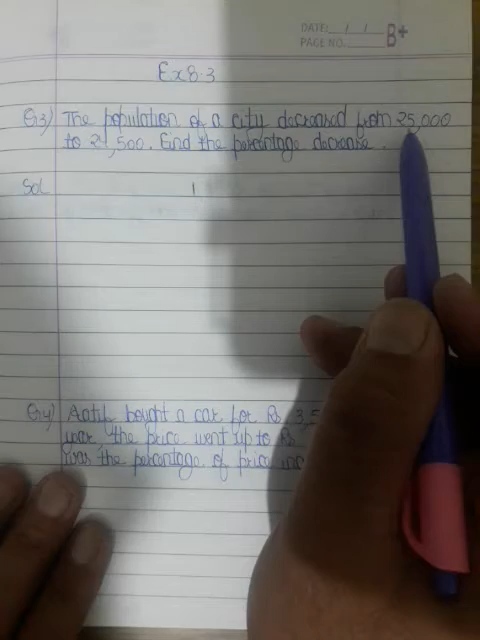 DATE: / /
PAGE NO. B+
Ex 8.3
Qr3) The population of a city decreased from 25,000
to 24,500. Find the percentage decrease.
Sol
Qr4) Arif bought a car for Rs 3,5
year the price went up to Rs
was the percentage of price inc